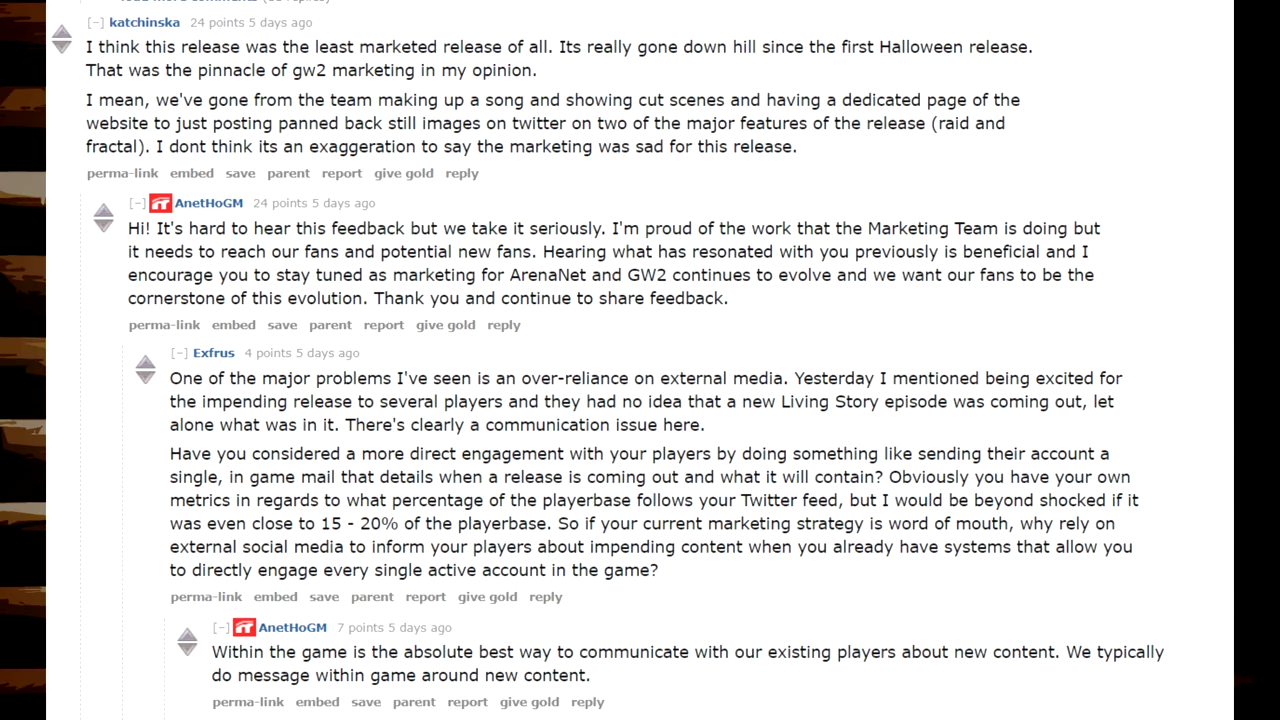 [-] katchinska 24 points 5 days ago
I think this release was the least marketed release of all. Its really gone down hill since the first Halloween release.
That was the pinnacle of gw2 marketing in my opinion.
I mean, we've gone from the team making up a song and showing cut scenes and having a dedicated page of the
website to just posting panned back still images on twitter on two of the major features of the release (raid and
fractal). I dont think its an exaggeration to say the marketing was sad for this release.
perma-link embed save parent report give gold reply
[-] AnetHoGM 24 points 5 days ago
Hi! It's hard to hear this feedback but we take it seriously. I'm proud of the work that the Marketing Team is doing but
it needs to reach our fans and potential new fans. Hearing what has resonated with you previously is beneficial and I
encourage you to stay tuned as marketing for ArenaNet and GW2 continues to evolve and we want our fans to be the
cornerstone of this evolution. Thank you and continue to share feedback.
perma-link embed save parent report give gold reply
[-] Exfrus 4 points 5 days ago
One of the major problems I've seen is an over-reliance on external media. Yesterday I mentioned being excited for
the impending release to several players and they had no idea that a new Living Story episode was coming out, let
alone what was in it. There's clearly a communication issue here.
Have you considered a more direct engagement with your players by doing something like sending their account a
single, in game mail that details when a release is coming out and what it will contain? Obviously you have your own
metrics in regards to what percentage of the playerbase follows your Twitter feed, but I would be beyond shocked if it
was even close to 15 - 20% of the playerbase. So if your current marketing strategy is word of mouth, why rely on
external social media to inform your players about impending content when you already have systems that allow you
to directly engage every single active account in the game?
perma-link embed save parent report give gold reply
[-] AnetHoGM 7 points 5 days ago
Within the game is the absolute best way to communicate with our existing players about new content. We typically
do message within game around new content.
perma-link embed save parent report give gold reply